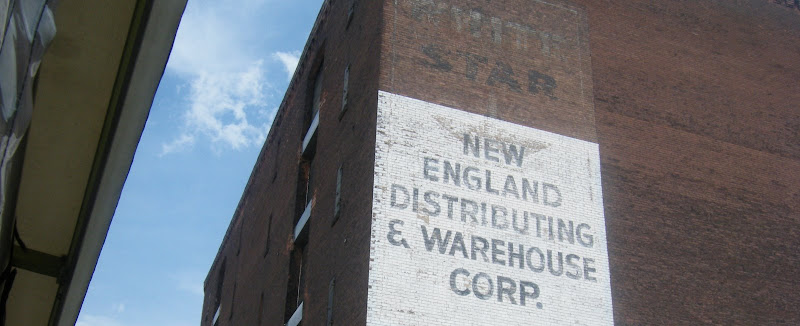 STAR
NEW
ENGLAND
DISTRIBUTING
& WAREHOUSE
CORP.